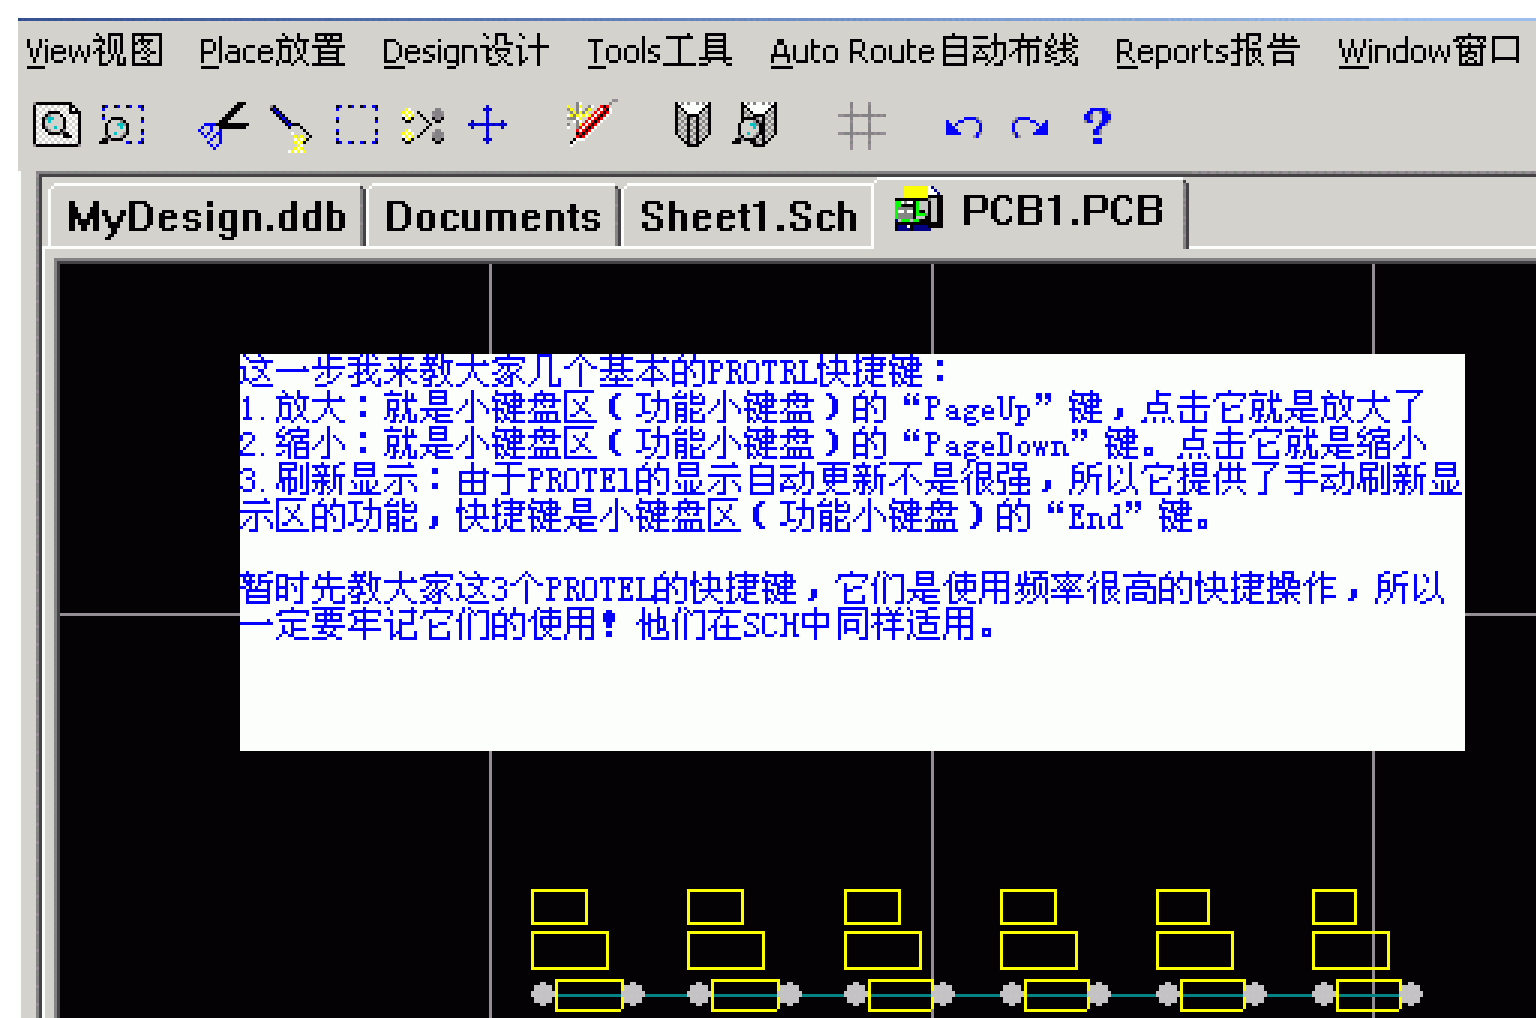 View视图 Place放置 Design设计 Tools工具 Auto Route自动布线 Reports报告 Window窗口
MyDesign.ddb Documents Sheet1.Sch PCB1.PCB
这一步我来教大家几个基本的PROTRL快捷键：
1.放大：就是小键盘区（功能小键盘）的“PageUp”键，点击它就是放大了
2.缩小：就是小键盘区（功能小键盘）的“PageDown”键。点击它就是缩小
3.刷新显示：由于PROTEl的显示自动更新不是很强，所以它提供了手动刷新显
示区的功能，快捷键是小键盘区（功能小键盘）的“End”键。
暂时先教大家这3个PROTEL的快捷键，它们是使用频率很高的快捷操作，所以
一定要牢记它们的使用！他们在SCH中同样适用。